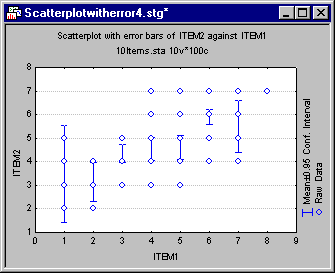 Scatterplotwitherror4.stg*
Scatterplot with error bars of ITEM2 against ITEM1
10Items.sta 10v*100c
8
7
6
5
4
3
2
1
ITEM2
0 1 2 3 4 5 6 7 8 9
ITEM1
Mean±0.95 Conf. Interval
Raw Data